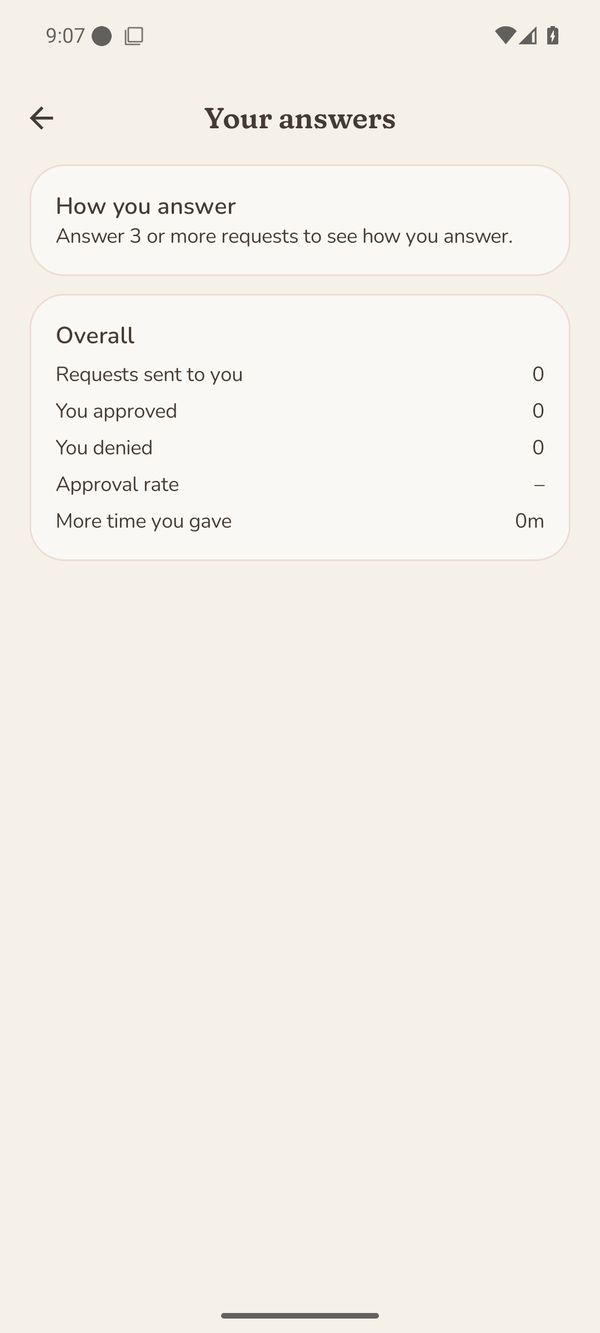 9:07
Your answers
How you answer
Answer 3 or more requests to see how you answer.
Overall
Requests sent to you 0
You approved 0
You denied 0
Approval rate –
More time you gave 0m